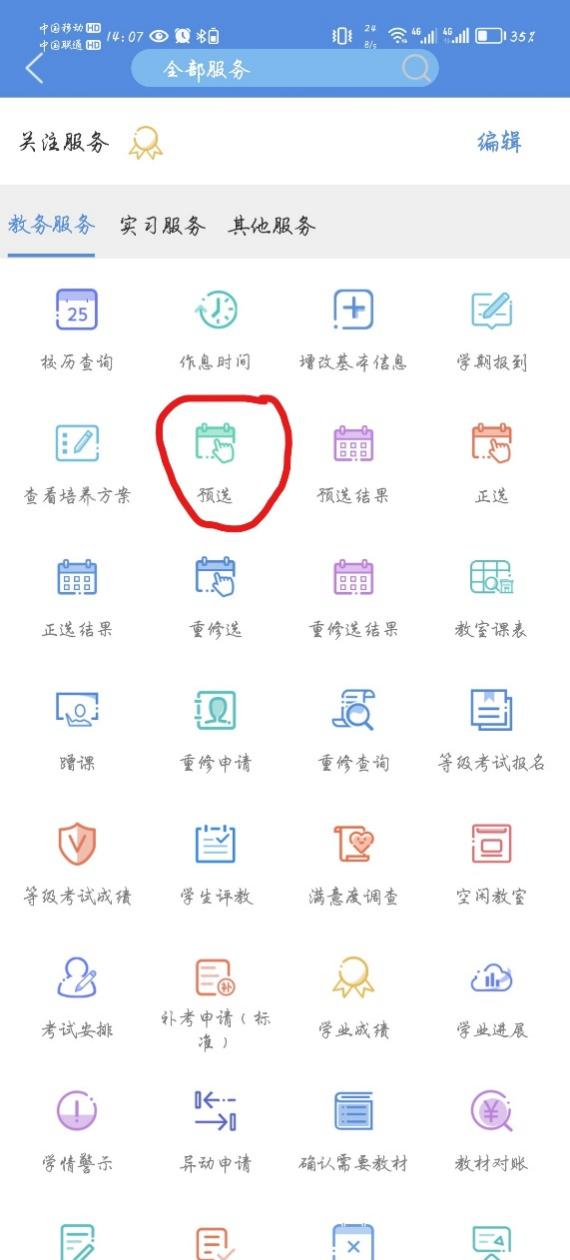 中国移动HD 14:07 24 4G 4G 35%
中国联通HD B/s
全部服务
关注服务 编辑
教务服务 实习服务 其他服务
25
校历查询 作息时间 增改基本信息 学期报到
查看培养方案 预选 预选结果 正选
正选结果 重修选 重修选结果 教室课表
蹭课 重修申请 重修查询 等级考试报名
等级考试成绩 学生评教 满意度调查 空闲教室
补
考试安排 补考申请(标 学业成绩 学业进展
准)
¥
学情警示 异动申请 确认需要教材 教材对账